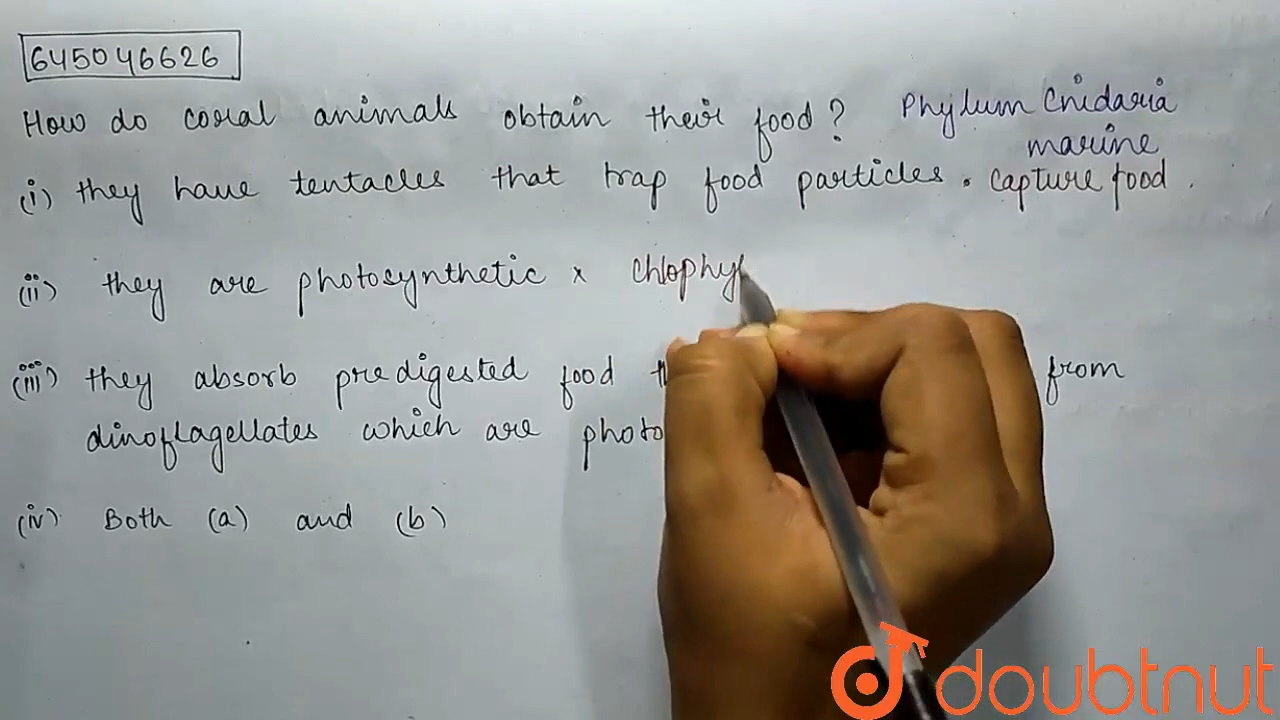 645046626
How do coral animals obtain their food? Phylum Cnidaria
marine
(i) they have tentacles that trap food particles. capture food.
(ii) they are photosynthetic x Chlophy
(iii) they absorb predigested food from
dinoflagellates which are photo
(iv) Both (a) and (b)
doubtnut